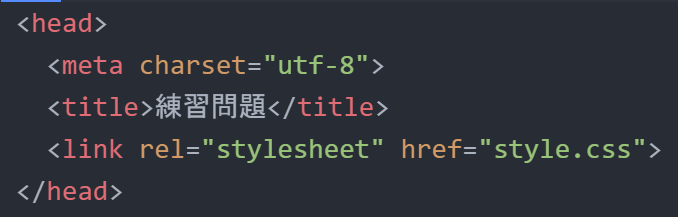 <head>
<meta charset="utf-8">
<title>練習問題</title>
<link rel="stylesheet" href="style.css">
</head>